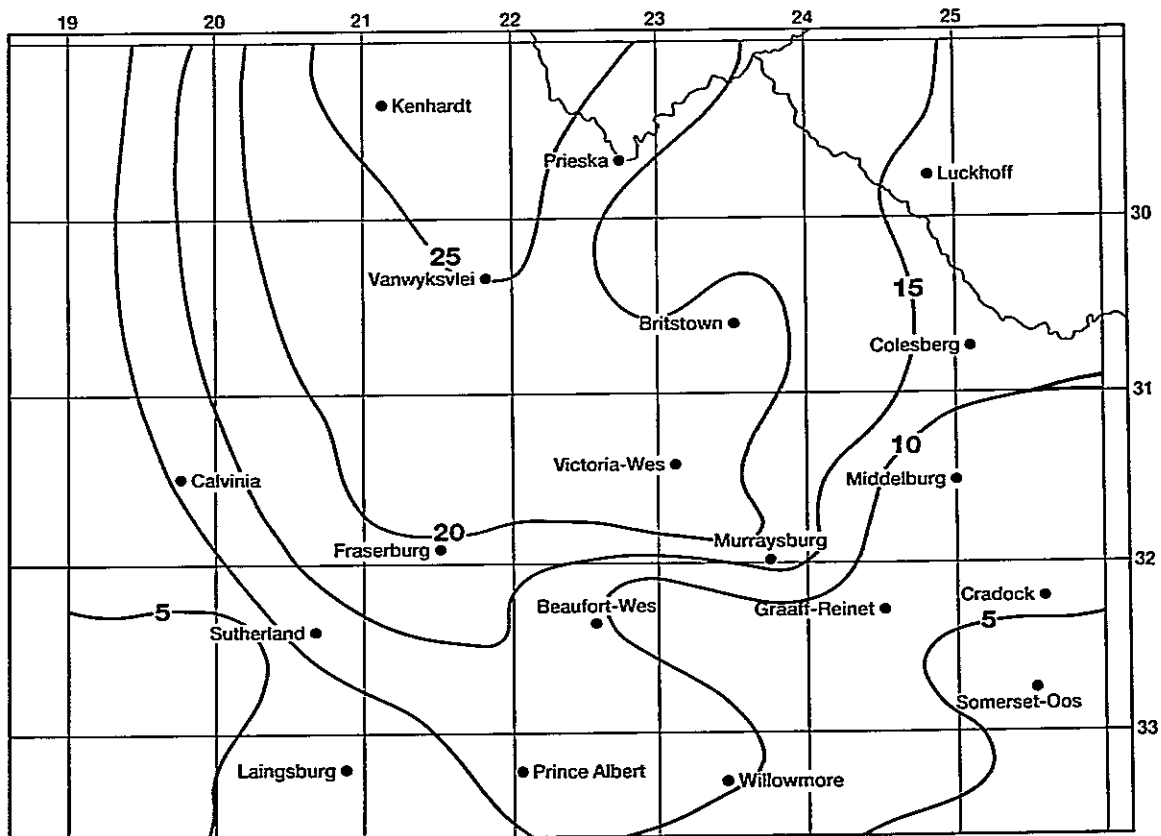 19 20 21 22 23 24 25
Kenhardt
Prieska
Luckhoff
30
25
Vanwyksvlei
15
Britstown
Colesberg
31
10
Victoria-Wes
Middelburg
Calvinia
20
Murraysburg
Fraserburg
32
Cradock
Beaufort-Wes
Graaff-Reinet
5
5
Sutherland
Somerset-Oos
33
Laingsburg
Prince Albert
Willowmore